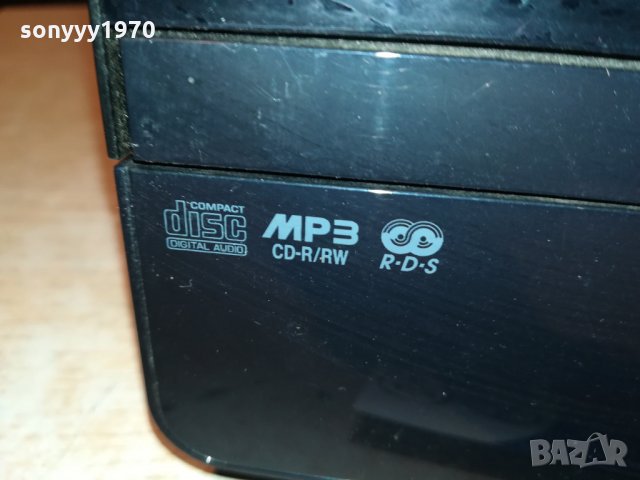 sonyyy1970
COMPACT
disc
DIGITAL AUDIO
MP3
CD-R/RW
R·D·S
BAZAR